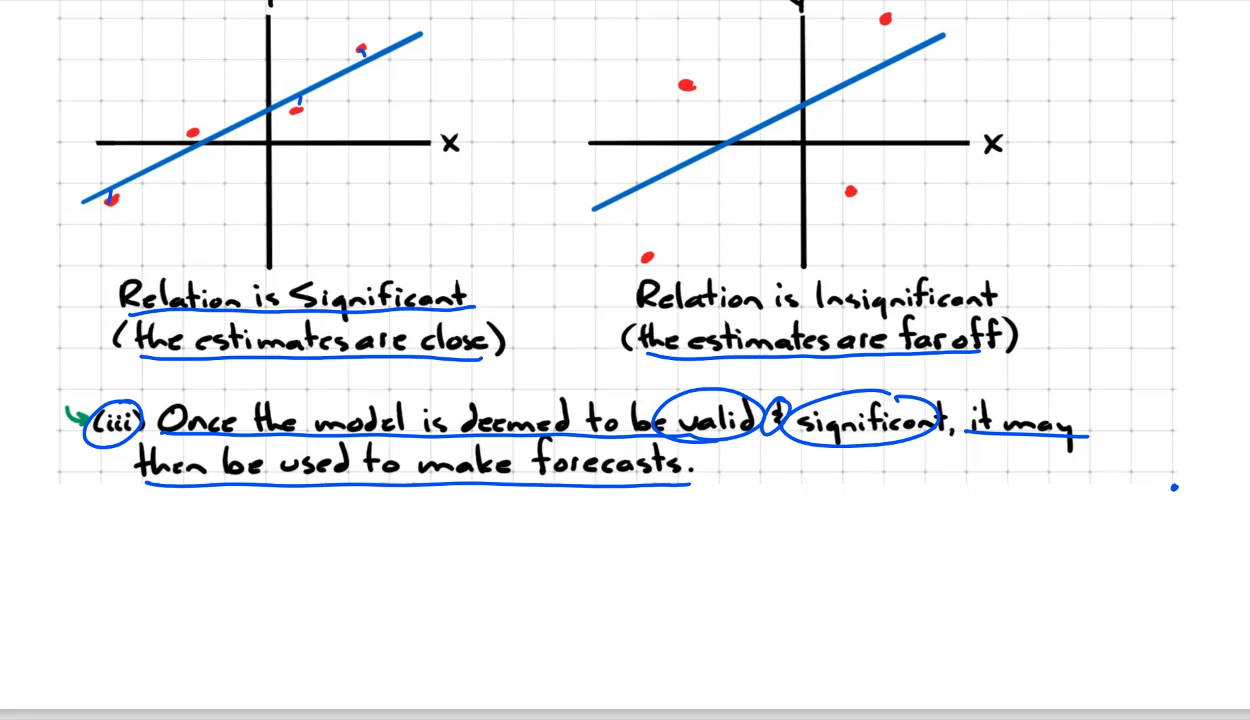 X
X
Relation is Significant
(the estimates are close)
Relation is Insignificant
(the estimates are far off)
(iii) Once the model is deemed to be valid & significant, it may
then be used to make forecasts.